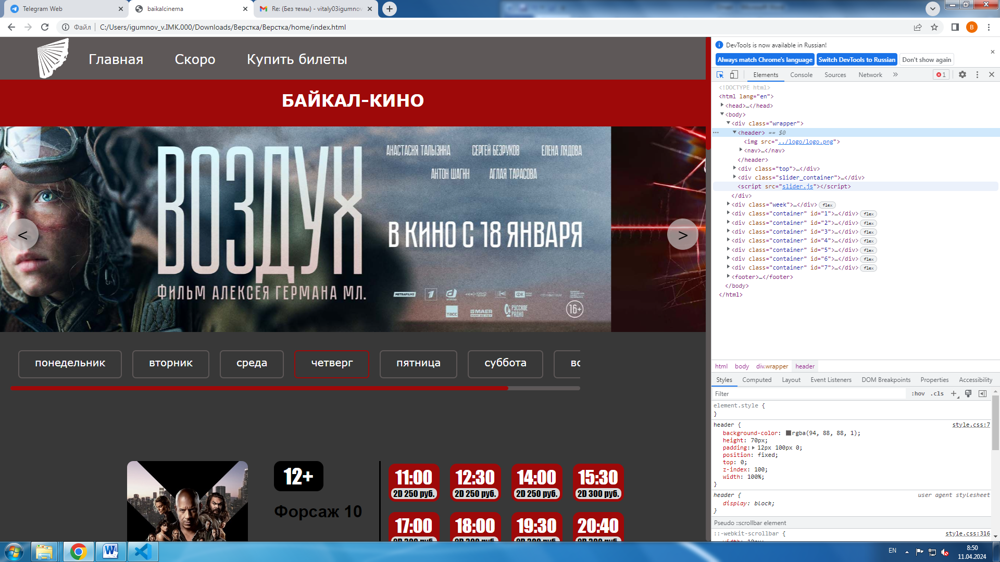 Telegram Web
baikalcinema
Re: (Без темы) - vitaly03igumnov
Файл
C:/Users/igumnov_v.IMK.000/Downloads/Верстка/Верстка/home/index.html
В
Главная
Скоро
Купить билеты
БАЙКАЛ-КИНО
АНАСТАСИЯ ТАЛЫЗИНА СЕРГЕЙ БЕЗРУКОВ ЕЛЕНА ЛЯДОВА
АНТОН ШАГИН АГЛАЯ ТАРАСОВА
ВОЗДУХ
В КИНО С 18 ЯНВАРЯ
<
>
ФИЛЬМ АЛЕКСЕЯ ГЕРМАНА МЛ.
METRAFILMS
ТАСС
MAER
РУССКОЕ РАДИО
16+
понедельник
вторник
среда
четверг
пятница
суббота
вс
12+
Форсаж 10
11:00 12:30 14:00 15:30
2D 250 руб. 2D 250 руб. 2D 250 руб. 2D 300 руб.
17:00 18:00 19:30 20:40
DevTools is now available in Russian!
Always match Chrome's language
Switch DevTools to Russian
Don't show again
Elements
Console
Sources
Network
1
<!DOCTYPE html>
<html lang="en">
<head>…</head>
<body>
<div class="wrapper">
<header> == $0
<img src="../logo/logo.png">
<nav>…</nav>
</header>
<div class="top">…</div>
<div class="slider_container">…</div>
<script src="slider.js"></script>
</div>
<div class="week">…</div> flex
<div class="container" id="1">…</div> flex
<div class="container" id="2">…</div> flex
<div class="container" id="3">…</div> flex
<div class="container" id="4">…</div> flex
<div class="container" id="5">…</div> flex
<div class="container" id="6">…</div> flex
<div class="container" id="7">…</div> flex
<footer>…</footer>
</body>
</html>
html body div.wrapper header
Styles Computed Layout Event Listeners DOM Breakpoints Properties Accessibility
Filter
:hov .cls
element.style {
}
header { style.css:7
background-color: rgba(94, 88, 88, 1);
height: 70px;
padding: 12px 100px 0;
position: fixed;
top: 0;
z-index: 100;
width: 100%;
}
header { user agent stylesheet
display: block;
}
Pseudo ::scrollbar element
::-webkit-scrollbar { style.css:316
EN
8:50
11.04.2024